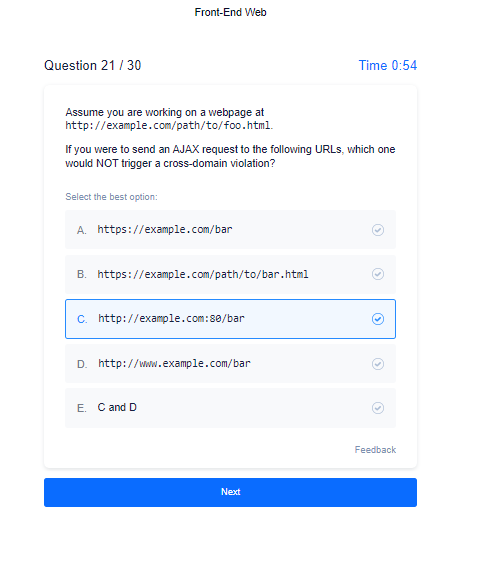 Front-End Web
Question 21 / 30
Time 0:54
Assume you are working on a webpage at
http://example.com/path/to/foo.html.
If you were to send an AJAX request to the following URLs, which one
would NOT trigger a cross-domain violation?
Select the best option:
A. https://example.com/bar
B. https://example.com/path/to/bar.html
C. http://example.com:80/bar
D. http://www.example.com/bar
E. C and D
Feedback
Next